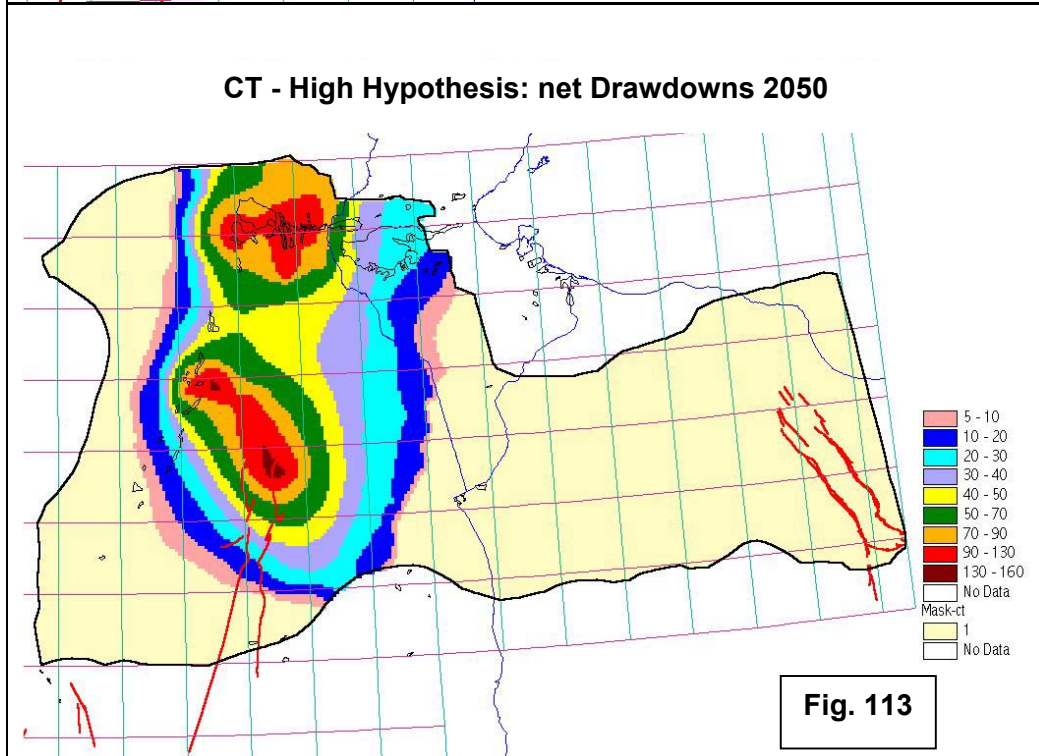 CT - High Hypothesis: net Drawdowns 2050
5 - 10
10 - 20
20 - 30
30 - 40
40 - 50
50 - 70
70 - 90
90 - 130
130 - 160
No Data
Mask-ct
1
No Data
Fig. 113